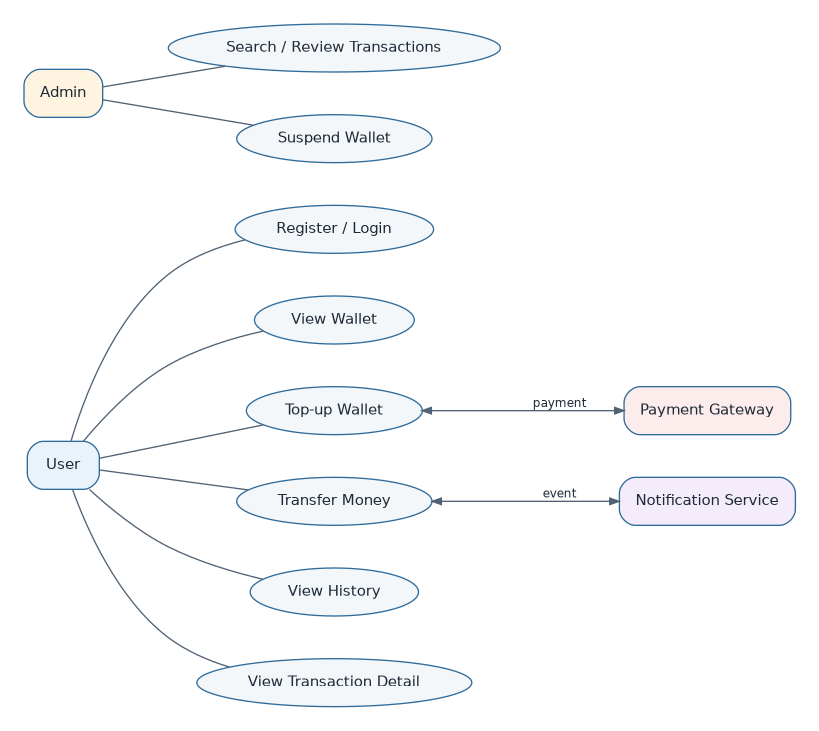 Search / Review Transactions
Admin
Suspend Wallet
Register / Login
View Wallet
Top-up Wallet
payment
Payment Gateway
User
Transfer Money
event
Notification Service
View History
View Transaction Detail